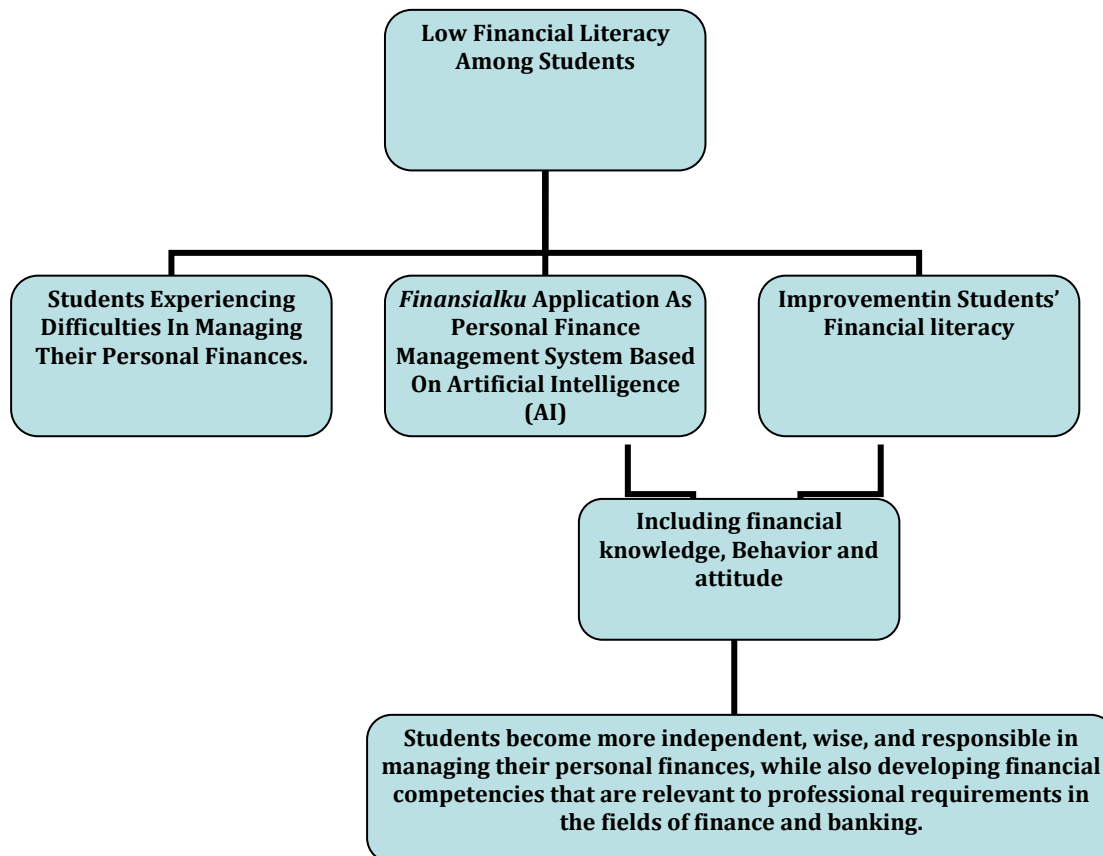 Low Financial Literacy
Among Students
Students Experiencing
Difficulties In Managing
Their Personal Finances.
Finansialku Application As
Personal Finance
Management System Based
On Artificial Intelligence
(AI)
Improvementin Students’
Financial literacy
Including financial
knowledge, Behavior and
attitude
Students become more independent, wise, and responsible in
managing their personal finances, while also developing financial
competencies that are relevant to professional requirements in
the fields of finance and banking.